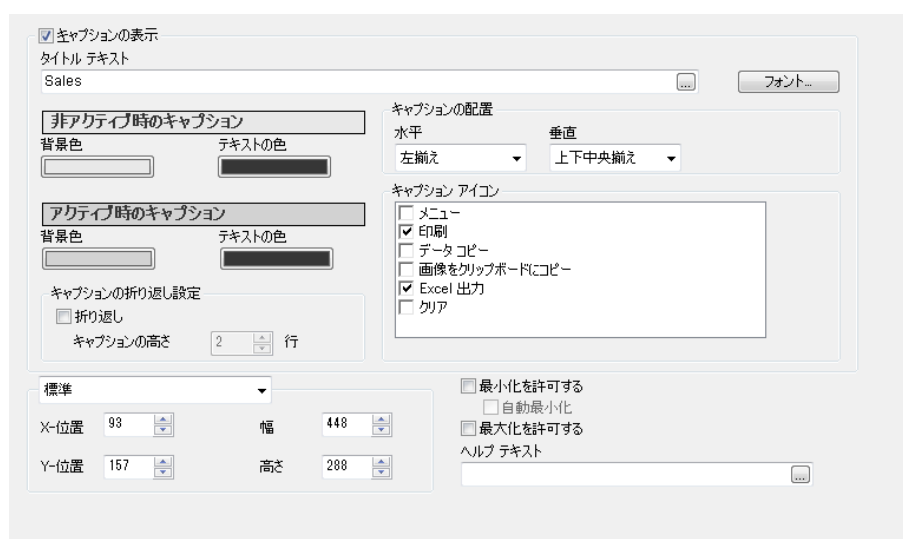 キャプションの表示
タイトル テキスト
Sales
...
フォント...
非アクティブ時のキャプション
背景色 テキストの色
キャプションの配置
水平 垂直
左揃え 上下中央揃え
アクティブ時のキャプション
背景色 テキストの色
キャプション アイコン
メニュー
印刷
データ コピー
画像をクリップボードにコピー
Excel 出力
クリア
キャプションの折り返し設定
折り返し
キャプションの高さ 2 行
標準
X-位置 93 幅 448
Y-位置 157 高さ 288
最小化を許可する
自動最小化
最大化を許可する
ヘルプ テキスト
...